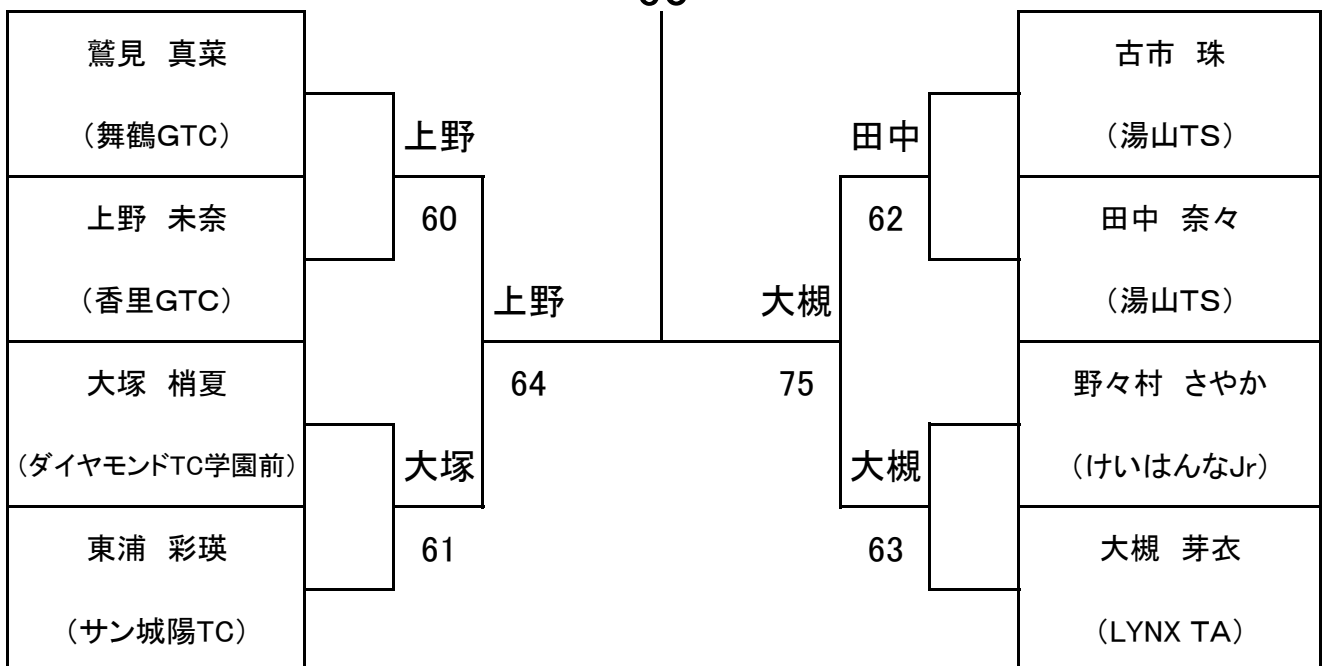 鷲見 真菜
(舞鶴GTC)
上野 未奈
(香里GTC)
大塚 梢夏
(ダイヤモンドTC学園前)
東浦 彩瑛
(サン城陽TC)
上野
60
大塚
61
上野
64
大槻
75
田中
62
大槻
63
古市 珠
(湯山TS)
田中 奈々
(湯山TS)
野々村 さやか
(けいはんなJr)
大槻 芽衣
(LYNX TA)